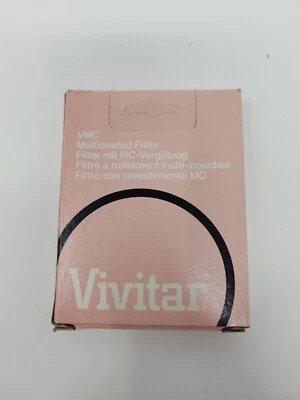 VMC
Multicoated Filter
Filter mit MC-Vergütung
Filtre à traitement multi-couches
Filtro con revestimiento MC
Vivitar